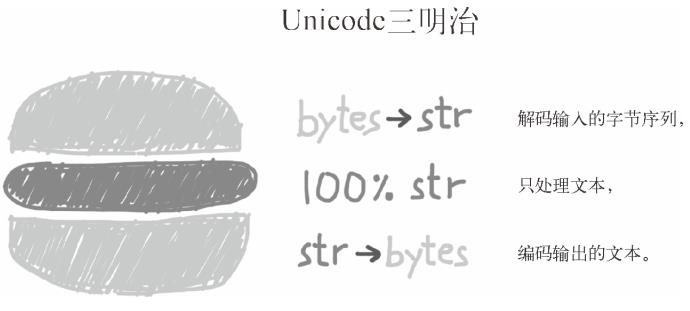 Unicode三明治
bytes→str 解码输入的字节序列，
100% str 只处理文本，
str→bytes 编码输出的文本。